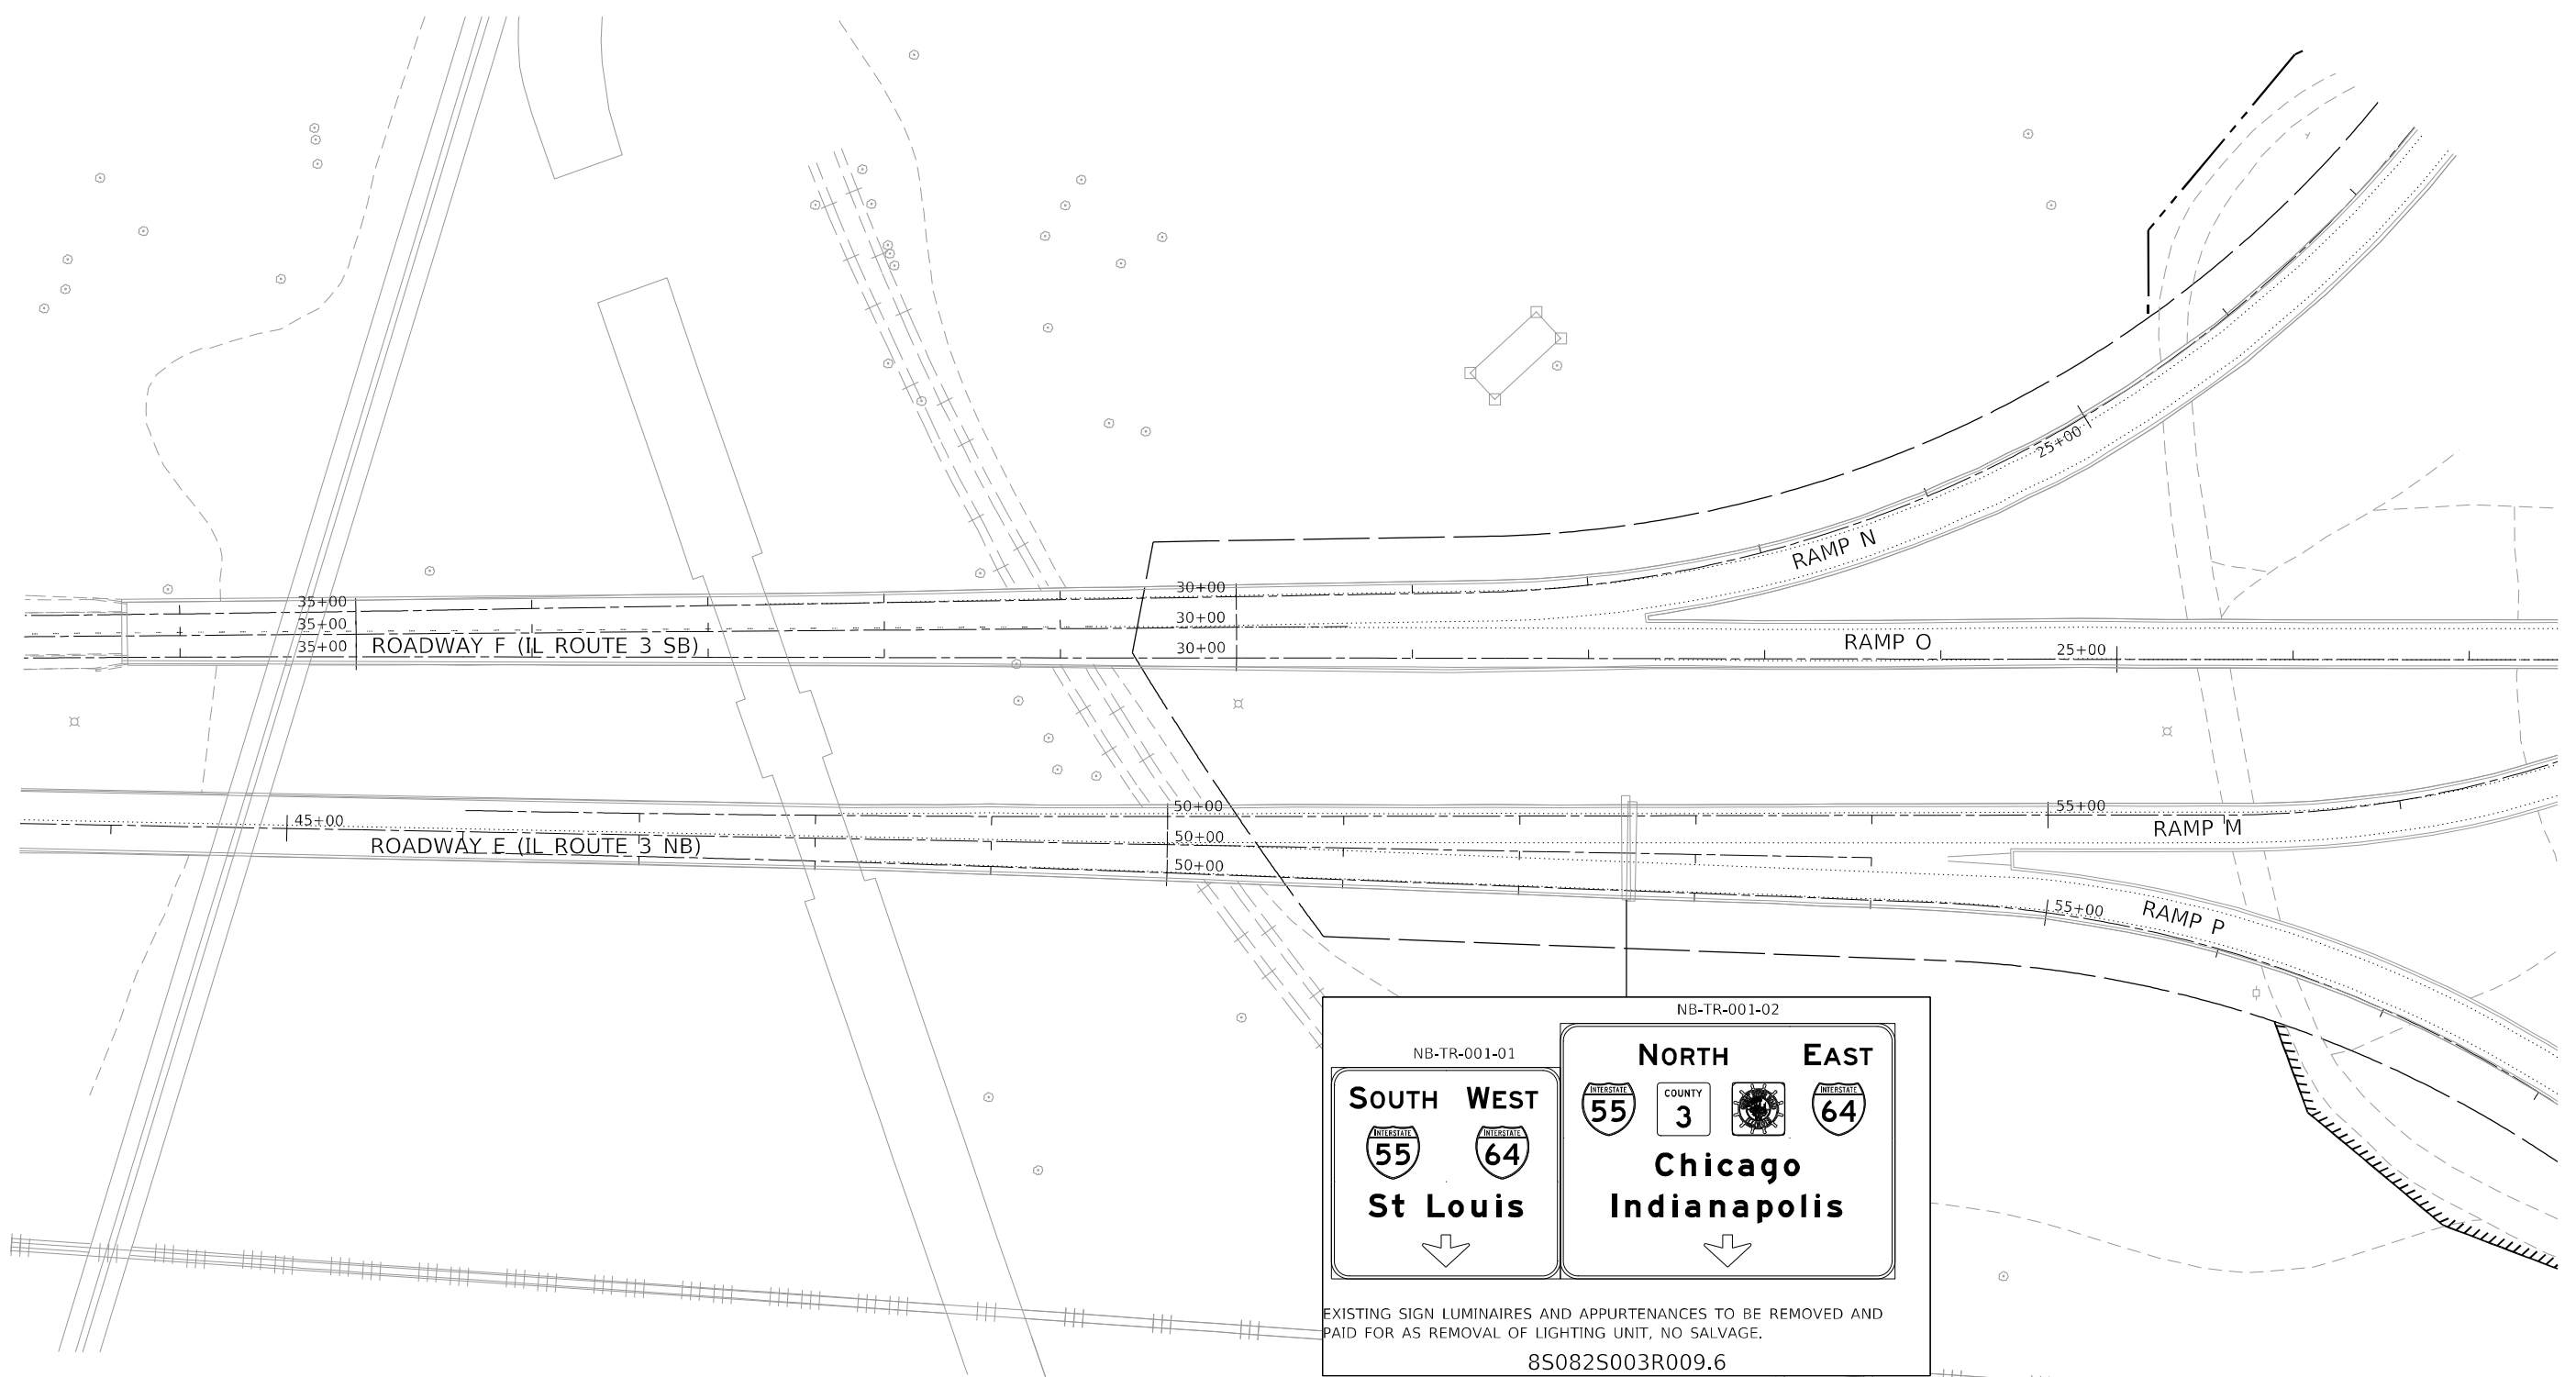 25+00
RAMP N
30+00
35+00
30+00
35+00
ROADWAY F (IL ROUTE 3 SB)
35+00
30+00
RAMP O
25+00
50+00
55+00
45+00
RAMP M
ROADWAY E (IL ROUTE 3 NB)
50+00
50+00
55+00
RAMP P
NB-TR-001-01
SOUTH WEST
INTERSTATE INTERSTATE
55 64
St Louis
NB-TR-001-02
NORTH EAST
INTERSTATE COUNTY INTERSTATE
55 3 64
Chicago
Indianapolis
EXISTING SIGN LUMINAIRES AND APPURTENANCES TO BE REMOVED AND
PAID FOR AS REMOVAL OF LIGHTING UNIT, NO SALVAGE.
8S082S003R009.6